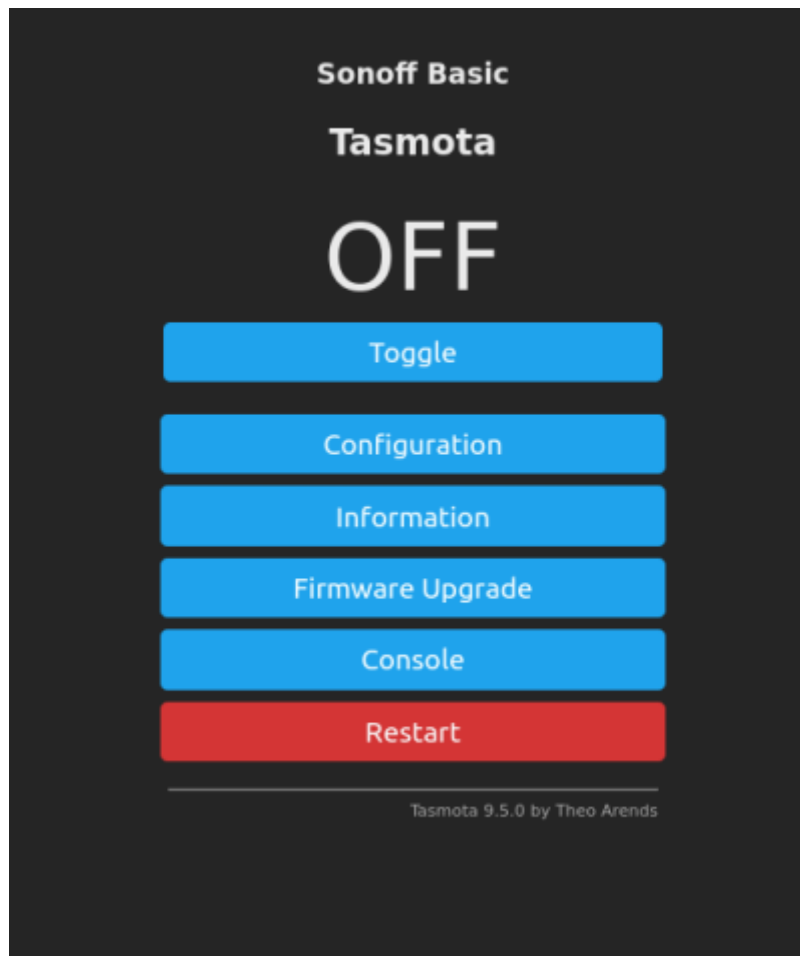 Sonoff Basic
Tasmota
OFF
Toggle
Configuration
Information
Firmware Upgrade
Console
Restart
Tasmota 9.5.0 by Theo Arends